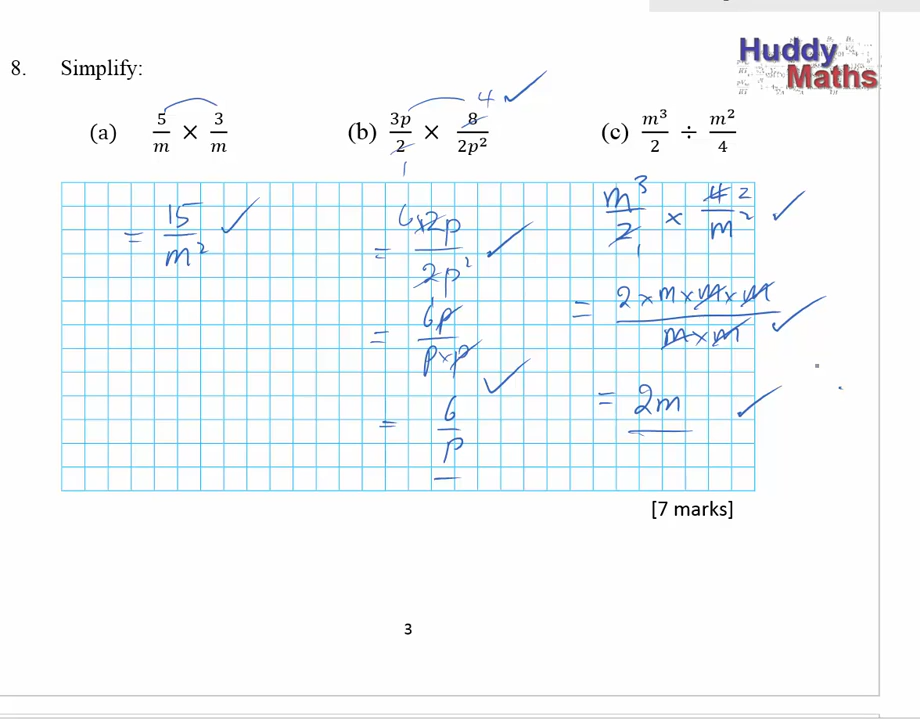 Huddy
Maths
8. Simplify:
(a) 5/m × 3/m
(b) 3p/2 × 8/2p² 4 1
(c) m³/2 ÷ m²/4
= 15/m²
6×2p
= 2p²
= 6p/p×p
= 6/p
m³/2 × 4/m² 2 1
= 2×m×m×m/m×m
= 2m
[7 marks]
3